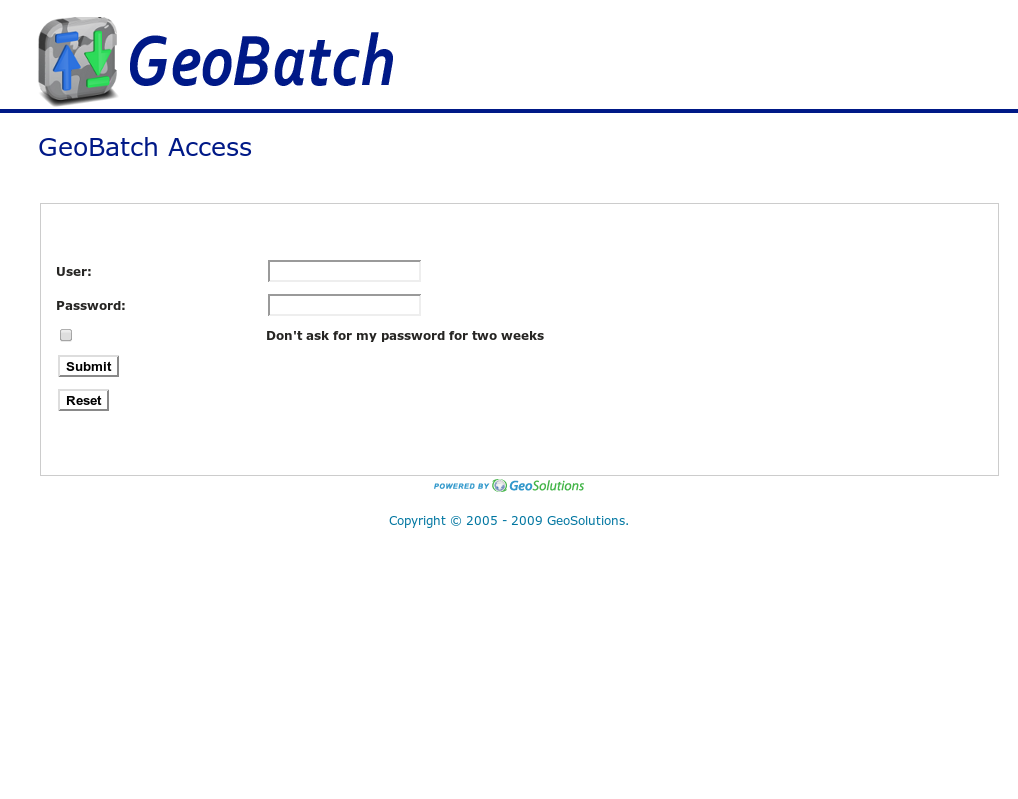 GeoBatch
GeoBatch Access
User:
Password:
Don't ask for my password for two weeks
Submit
Reset
POWERED BY GeoSolutions
Copyright © 2005 - 2009 GeoSolutions.